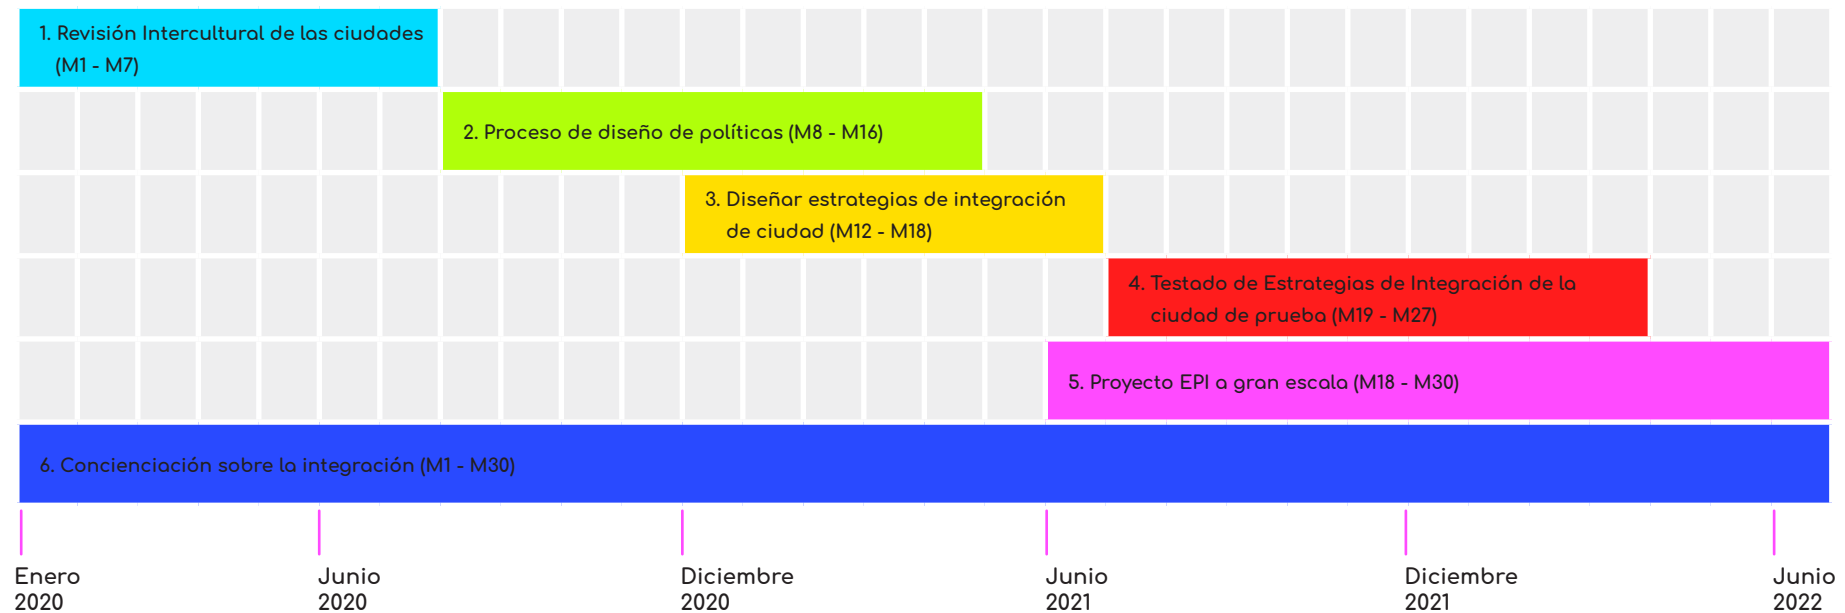 1. Revisión Intercultural de las ciudades
(M1 - M7)
2. Proceso de diseño de políticas (M8 - M16)
3. Diseñar estrategias de integración
de ciudad (M12 - M18)
4. Testado de Estrategias de Integración de la
ciudad de prueba (M19 - M27)
5. Proyecto EPI a gran escala (M18 - M30)
6. Concienciación sobre la integración (M1 - M30)
Enero
2020
Junio
2020
Diciembre
2020
Junio
2021
Diciembre
2021
Junio
2022